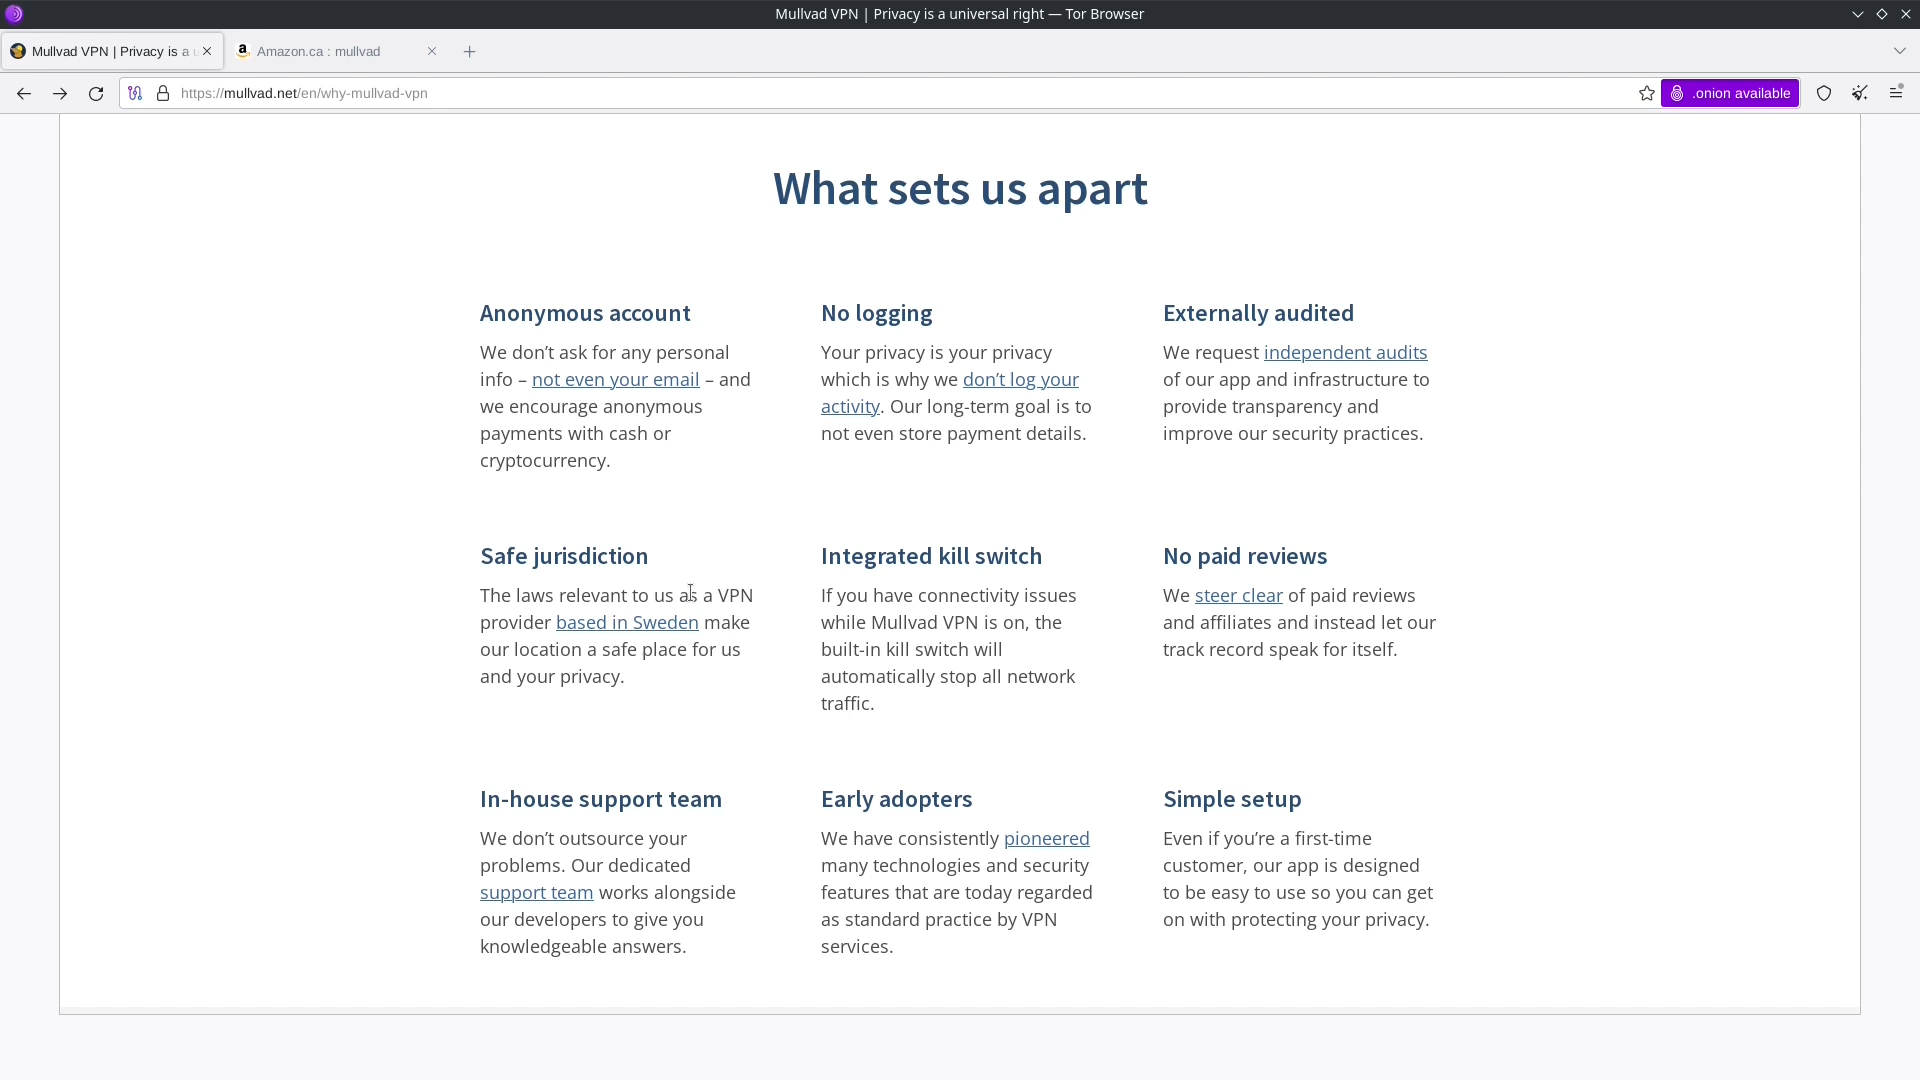 Mullvad VPN | Privacy is a universal right — Tor Browser
Mullvad VPN | Privacy is a u
Amazon.ca : mullvad
https://mullvad.net/en/why-mullvad-vpn
.onion available
What sets us apart
Anonymous account
We don’t ask for any personal
info – not even your email – and
we encourage anonymous
payments with cash or
cryptocurrency.
No logging
Your privacy is your privacy
which is why we don’t log your
activity. Our long-term goal is to
not even store payment details.
Externally audited
We request independent audits
of our app and infrastructure to
provide transparency and
improve our security practices.
Safe jurisdiction
The laws relevant to us as a VPN
provider based in Sweden make
our location a safe place for us
and your privacy.
Integrated kill switch
If you have connectivity issues
while Mullvad VPN is on, the
built-in kill switch will
automatically stop all network
traffic.
No paid reviews
We steer clear of paid reviews
and affiliates and instead let our
track record speak for itself.
In-house support team
We don’t outsource your
problems. Our dedicated
support team works alongside
our developers to give you
knowledgeable answers.
Early adopters
We have consistently pioneered
many technologies and security
features that are today regarded
as standard practice by VPN
services.
Simple setup
Even if you’re a first-time
customer, our app is designed
to be easy to use so you can get
on with protecting your privacy.